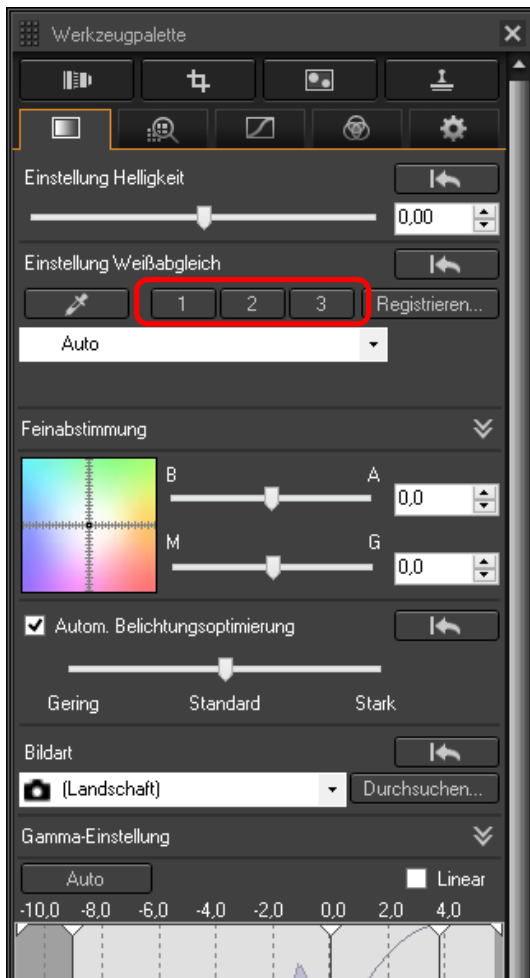 Werkzeugpalette
Einstellung Helligkeit
0,00
Einstellung Weißabgleich
1 2 3 Registrieren...
Auto
Feinabstimmung
B A
0,0
M G
0,0
Autom. Belichtungsoptimierung
Gering Standard Stark
Bildart
(Landschaft) Durchsuchen...
Gamma-Einstellung
Auto Linear
-10,0 -8,0 -6,0 -4,0 -2,0 0,0 2,0 4,0